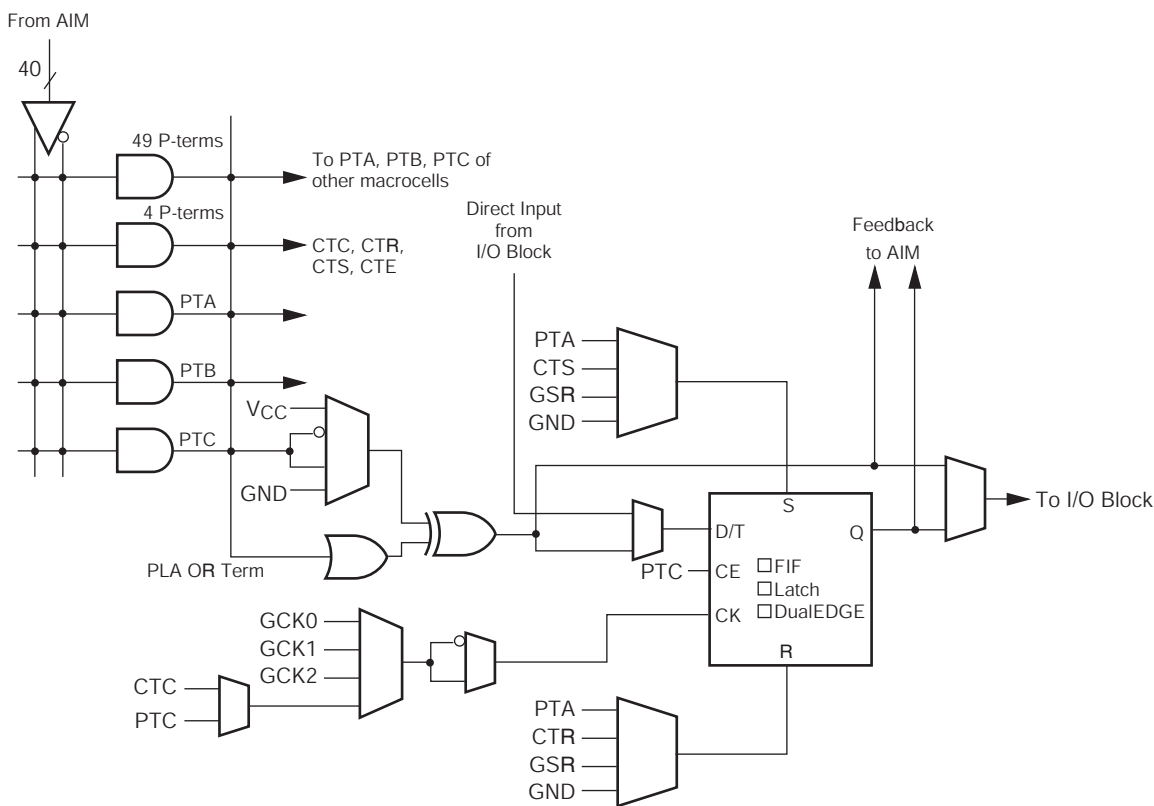 From AIM
40
49 P-terms
To PTA, PTB, PTC of
other macrocells
4 P-terms
CTC, CTR,
CTS, CTE
Direct Input
from
I/O Block
Feedback
to AIM
PTA
PTB
PTC
VCC
GND
PLA OR Term
PTA
CTS
GSR
GND
S
D/T
Q
PTC
CE
CK
FIF
Latch
DualEDGE
R
To I/O Block
GCK0
GCK1
GCK2
CTC
PTC
PTA
CTR
GSR
GND